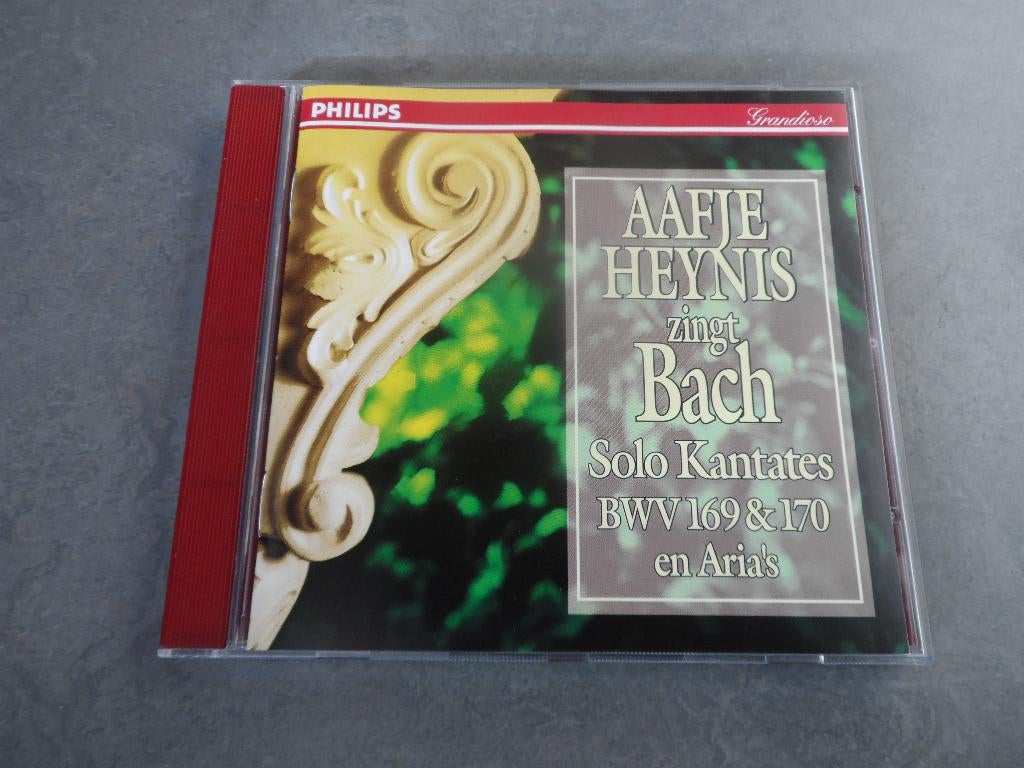 PHILIPS
Grandioso
AAFJE
HEYNIS
zingt
Bach
Solo Kantates
BWV 169 & 170
en Aria's